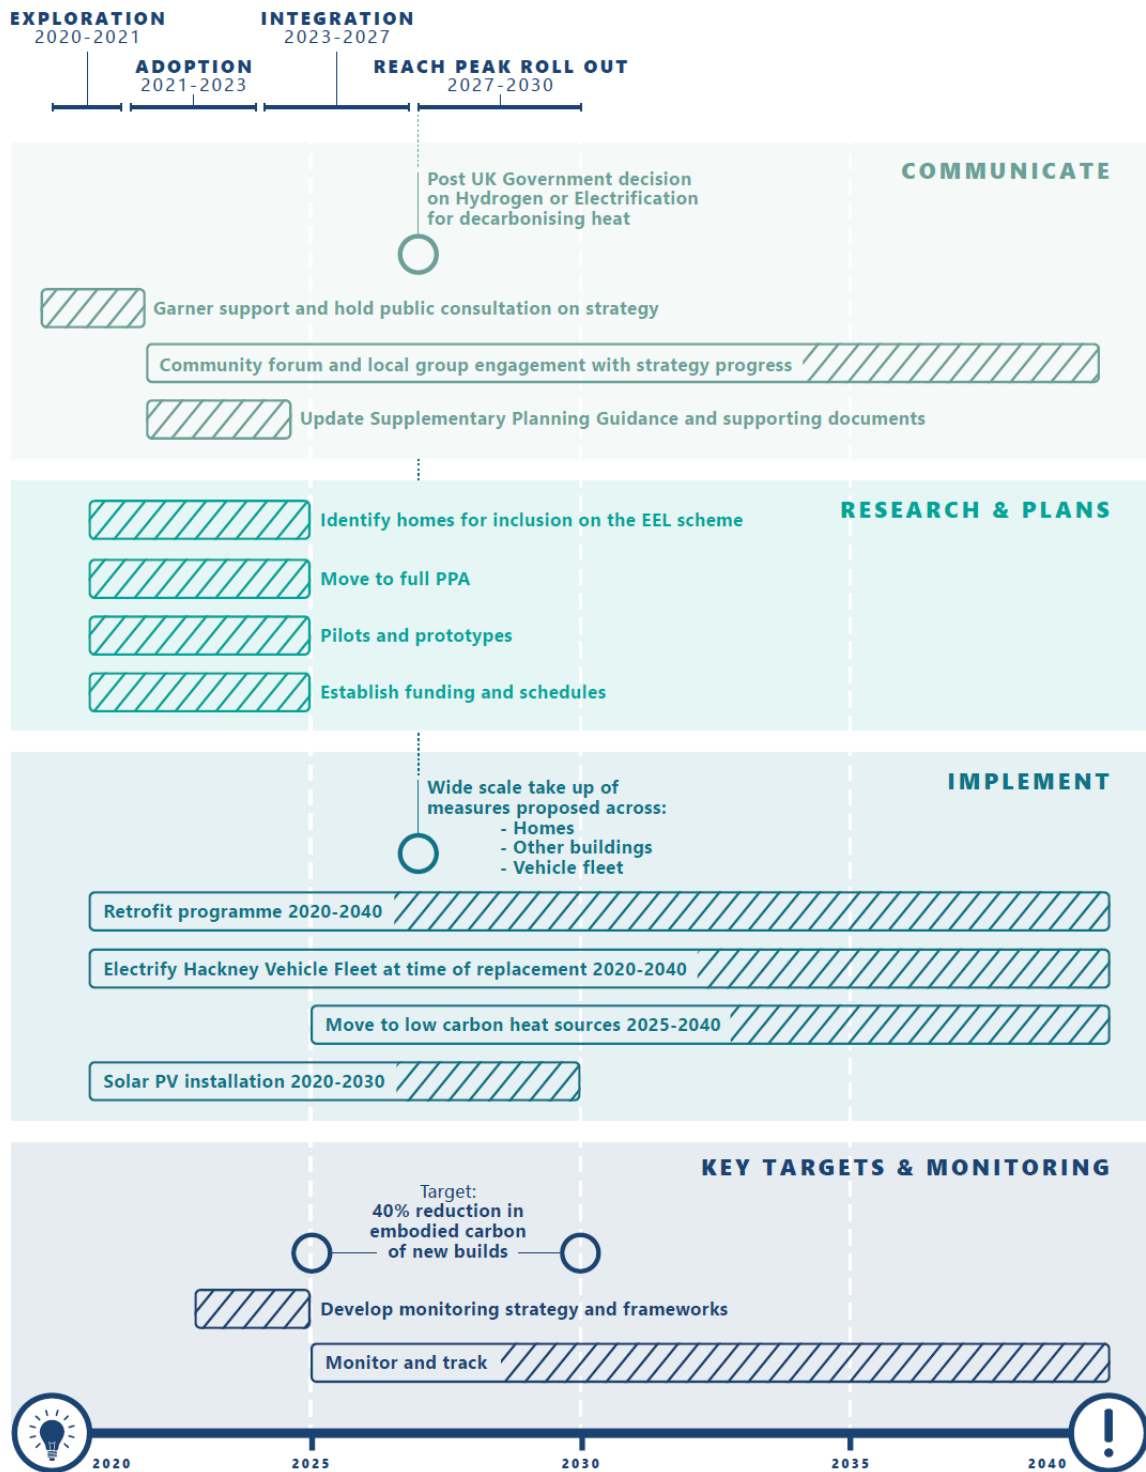 EXPLORATION
2020-2021
INTEGRATION
2023-2027
ADOPTION
2021-2023
REACH PEAK ROLL OUT
2027-2030
COMMUNICATE
Post UK Government decision
on Hydrogen or Electrification
for decarbonising heat
Garner support and hold public consultation on strategy
Community forum and local group engagement with strategy progress
Update Supplementary Planning Guidance and supporting documents
RESEARCH & PLANS
Identify homes for inclusion on the EEL scheme
Move to full PPA
Pilots and prototypes
Establish funding and schedules
IMPLEMENT
Wide scale take up of
measures proposed across:
- Homes
- Other buildings
- Vehicle fleet
Retrofit programme 2020-2040
Electrify Hackney Vehicle Fleet at time of replacement 2020-2040
Move to low carbon heat sources 2025-2040
Solar PV installation 2020-2030
KEY TARGETS & MONITORING
Target:
40% reduction in
embodied carbon
of new builds
Develop monitoring strategy and frameworks
Monitor and track
2020 2025 2030 2035 2040